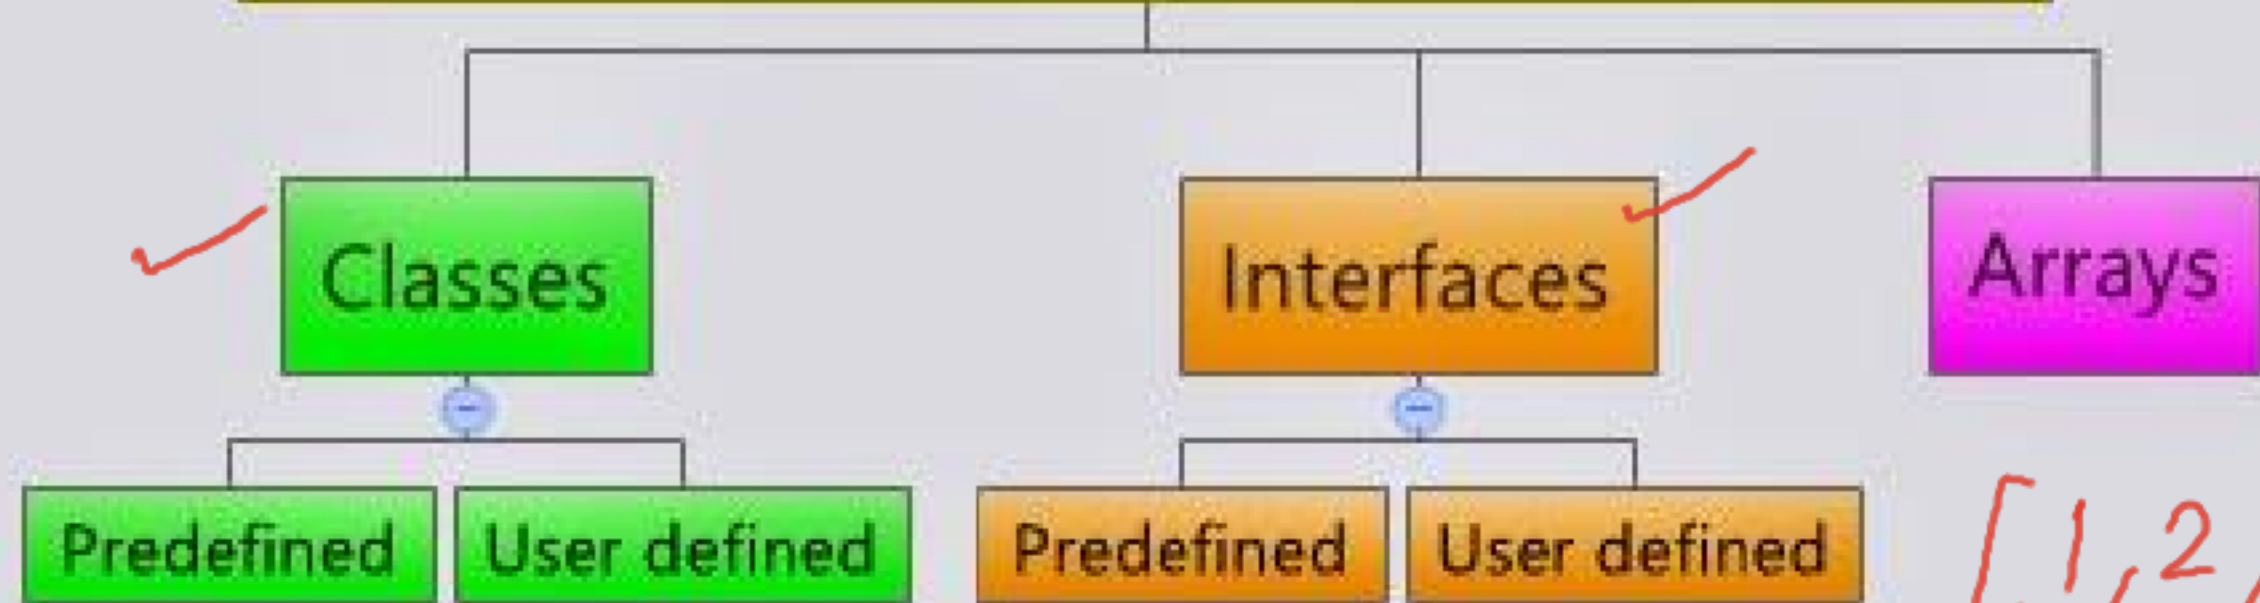 Classes Interfaces Arrays
Predefined User defined Predefined User defined
[1,2,